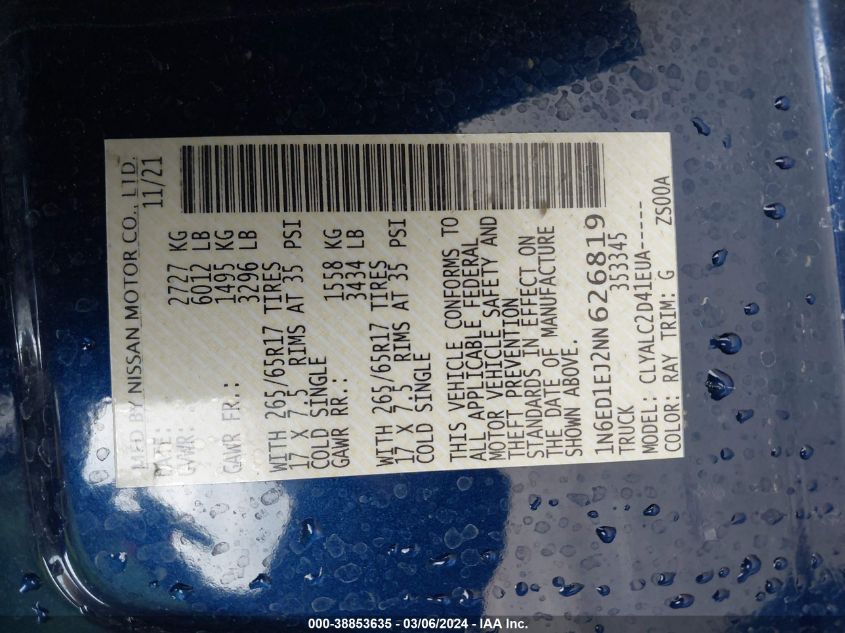 MFD BY NISSAN MOTOR CO., LTD.
11/21
GVWR: 2727 KG
6012 LB
GAWR FR.: 1495 KG
3296 LB
WITH 265/65R17 TIRES
17 X 7.5 RIMS AT 35 PSI
COLD SINGLE
GAWR RR.: 1558 KG
3434 LB
WITH 265/65R17 TIRES
17 X 7.5 RIMS AT 35 PSI
COLD SINGLE
THIS VEHICLE CONFORMS TO
ALL APPLICABLE FEDERAL
MOTOR VEHICLE SAFETY AND
THEFT PREVENTION
STANDARDS IN EFFECT ON
THE DATE OF MANUFACTURE
SHOWN ABOVE.
1N6ED1EJ2NN626819
TRUCK 353345
MODEL: CLYALC2D41EUA-----
COLOR: RAY TRIM: G ZS00A
000-38853635 - 03/06/2024 - IAA Inc.